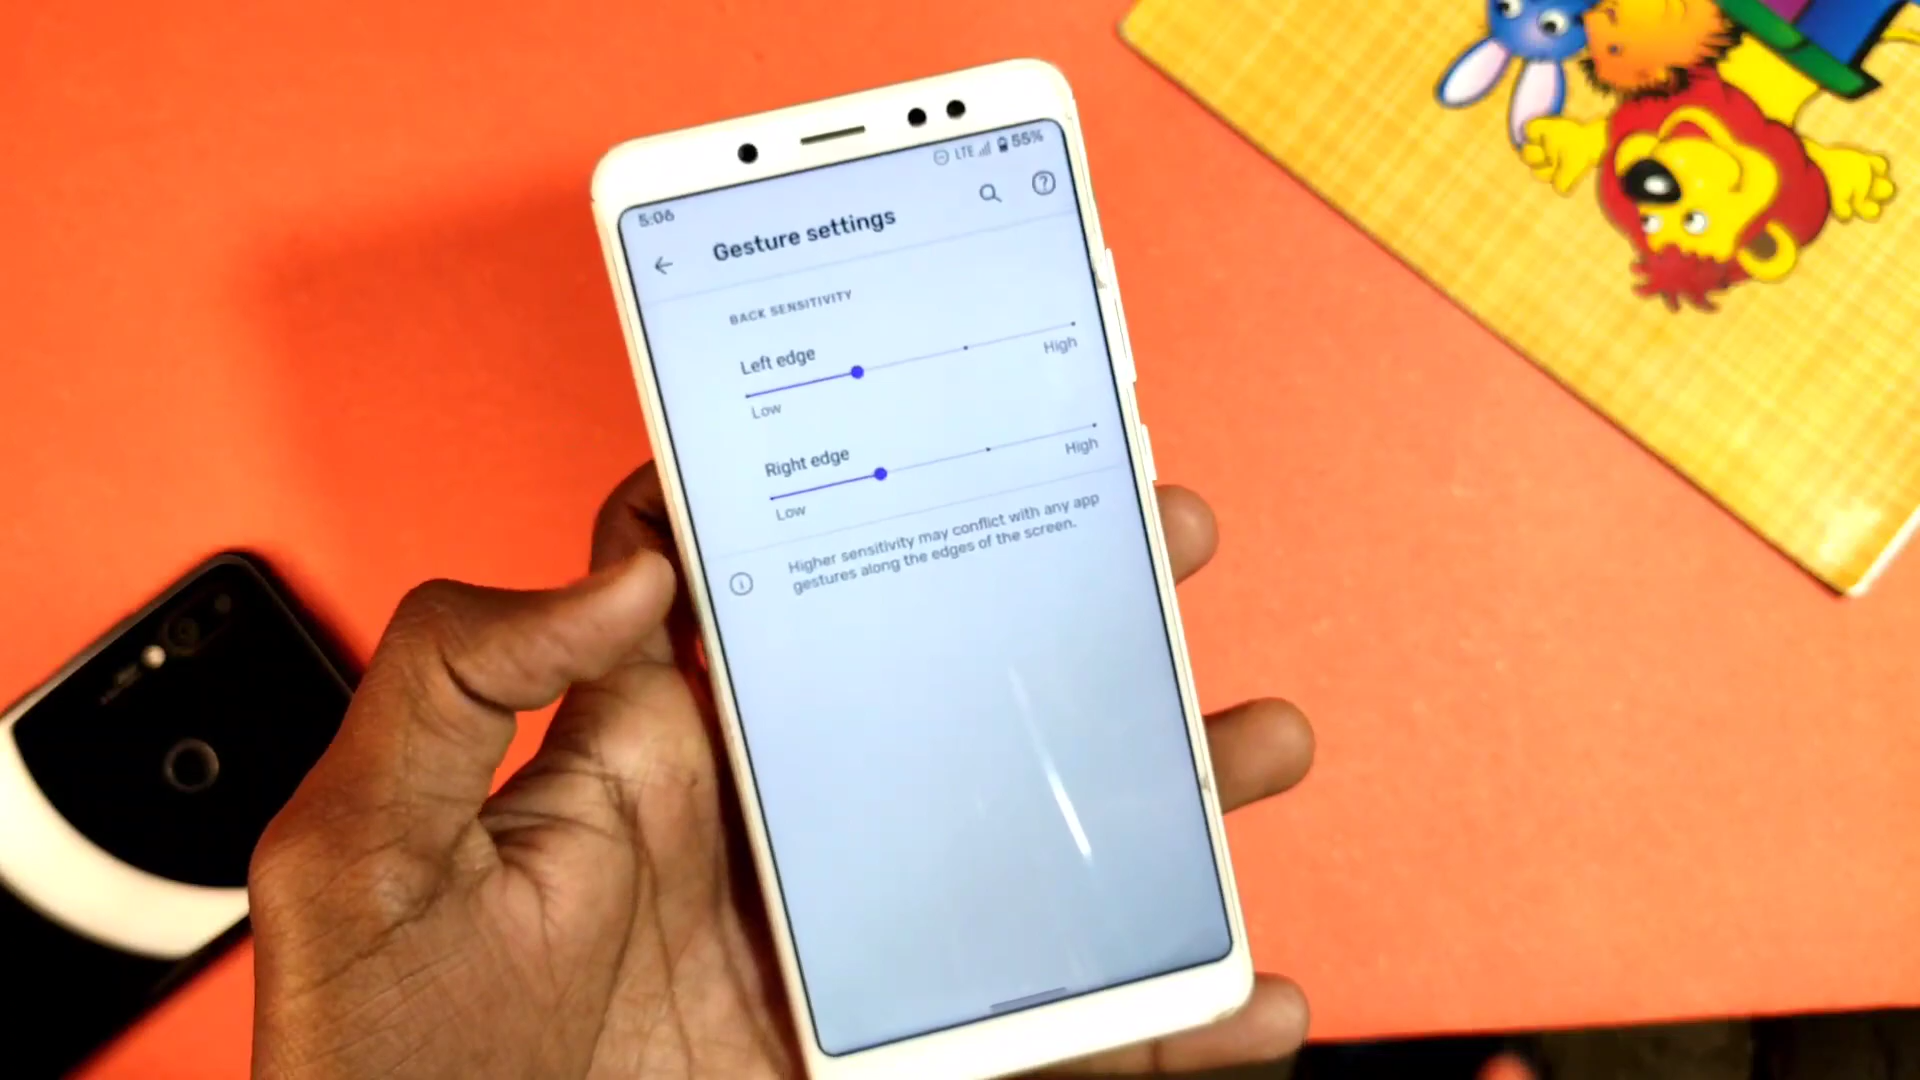 5:06
LTE 55%
Gesture settings
BACK SENSITIVITY
Left edge
Low
High
Right edge
Low
High
Higher sensitivity may conflict with any app
gestures along the edges of the screen.